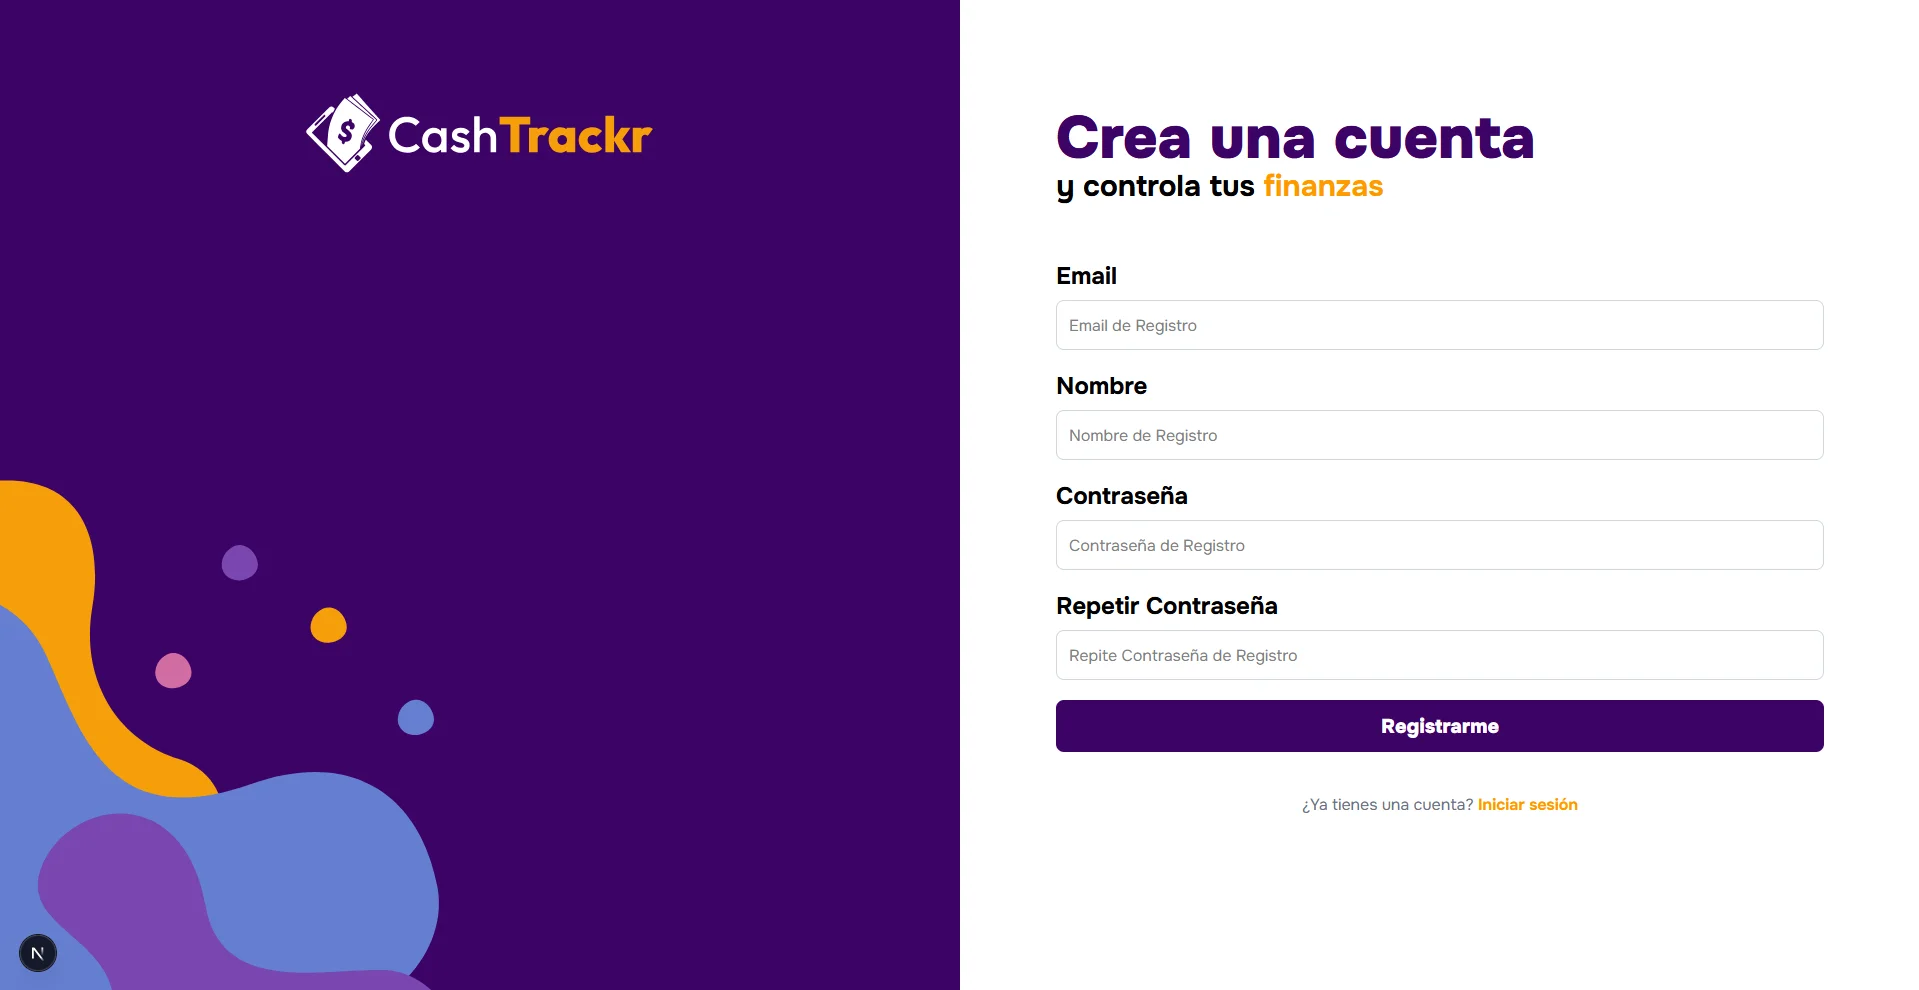 CashTrackr
Crea una cuenta
y controla tus finanzas
Email
Email de Registro
Nombre
Nombre de Registro
Contraseña
Contraseña de Registro
Repetir Contraseña
Repite Contraseña de Registro
Registrarme
¿Ya tienes una cuenta? Iniciar sesión
N